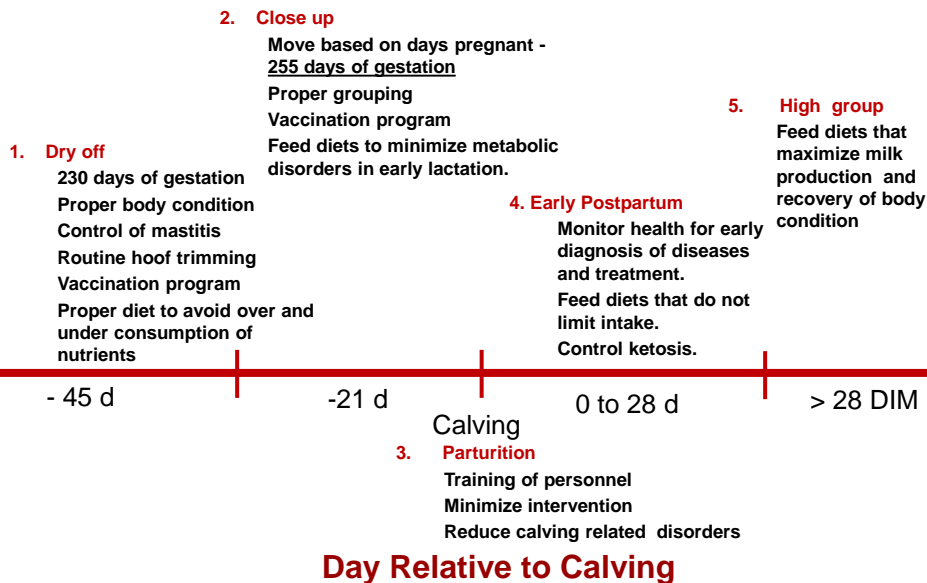 1. Dry off
230 days of gestation
Proper body condition
Control of mastitis
Routine hoof trimming
Vaccination program
Proper diet to avoid over and
under consumption of
nutrients
2. Close up
Move based on days pregnant -
255 days of gestation
Proper grouping
Vaccination program
Feed diets to minimize metabolic
disorders in early lactation.
4. Early Postpartum
Monitor health for early
diagnosis of diseases
and treatment.
Feed diets that do not
limit intake.
Control ketosis.
5. High group
Feed diets that
maximize milk
production and
recovery of body
condition
- 45 d
-21 d
Calving
0 to 28 d
> 28 DIM
3. Parturition
Training of personnel
Minimize intervention
Reduce calving related disorders
Day Relative to Calving